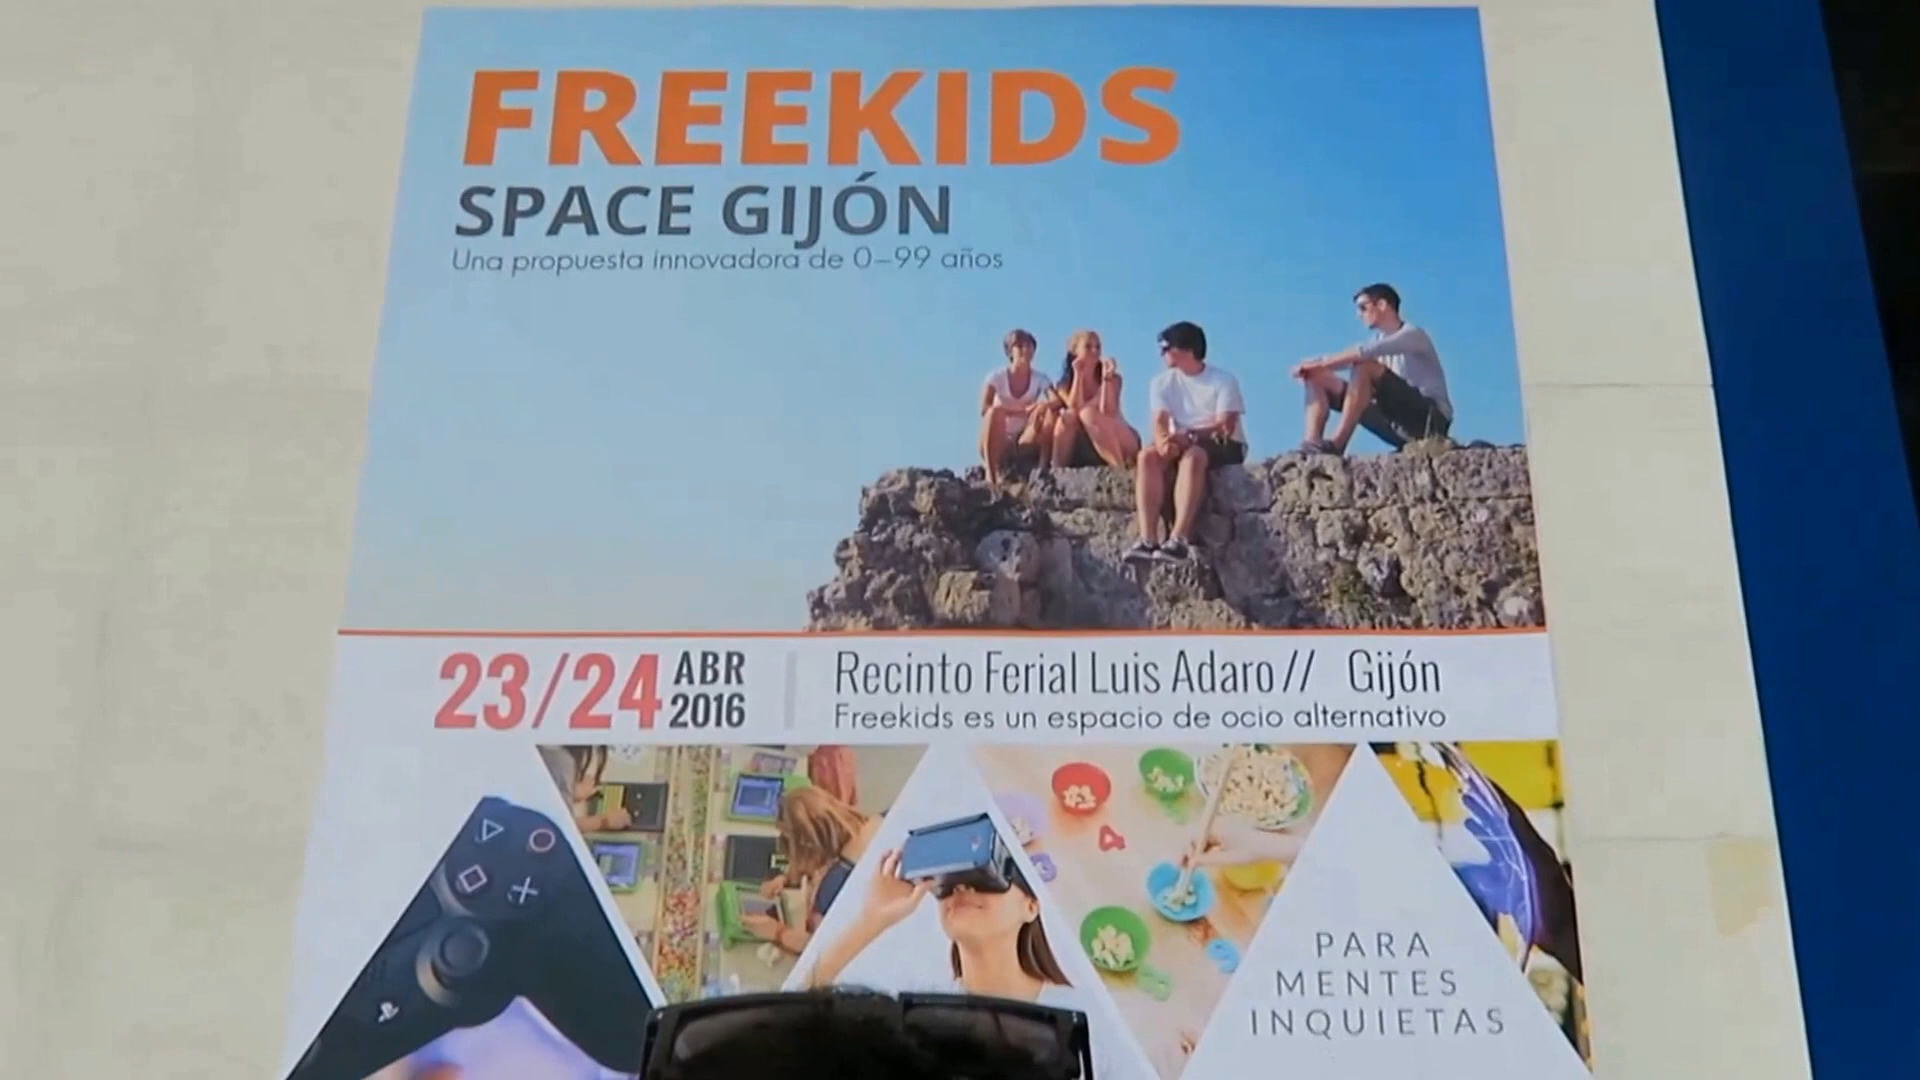 FREEKIDS
SPACE GIJÓN
Una propuesta innovadora de 0-99 años
23/24 ABR 2016
Recinto Ferial Luis Adaro // Gijón
Freekids es un espacio de ocio alternativo
4
PARA
MENTES
INQUIETAS